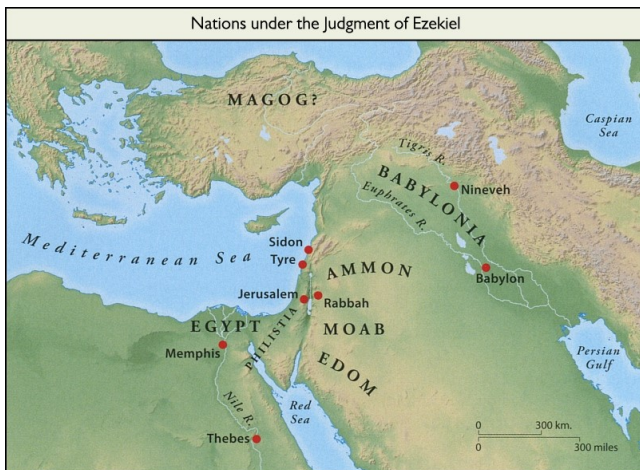 Nations under the Judgment of Ezekiel
MAGOG?
Caspian
Sea
Tigris R.
Nineveh
BABYLONIA
Euphrates R.
Mediterranean Sea
Sidon
Tyre
AMMON
Babylon
Jerusalem
Rabbah
EGYPT
PHILISTIA
MOAB
Memphis
EDOM
Persian
Gulf
Nile R.
Red
Sea
Thebes
0 300 km.
0 300 miles